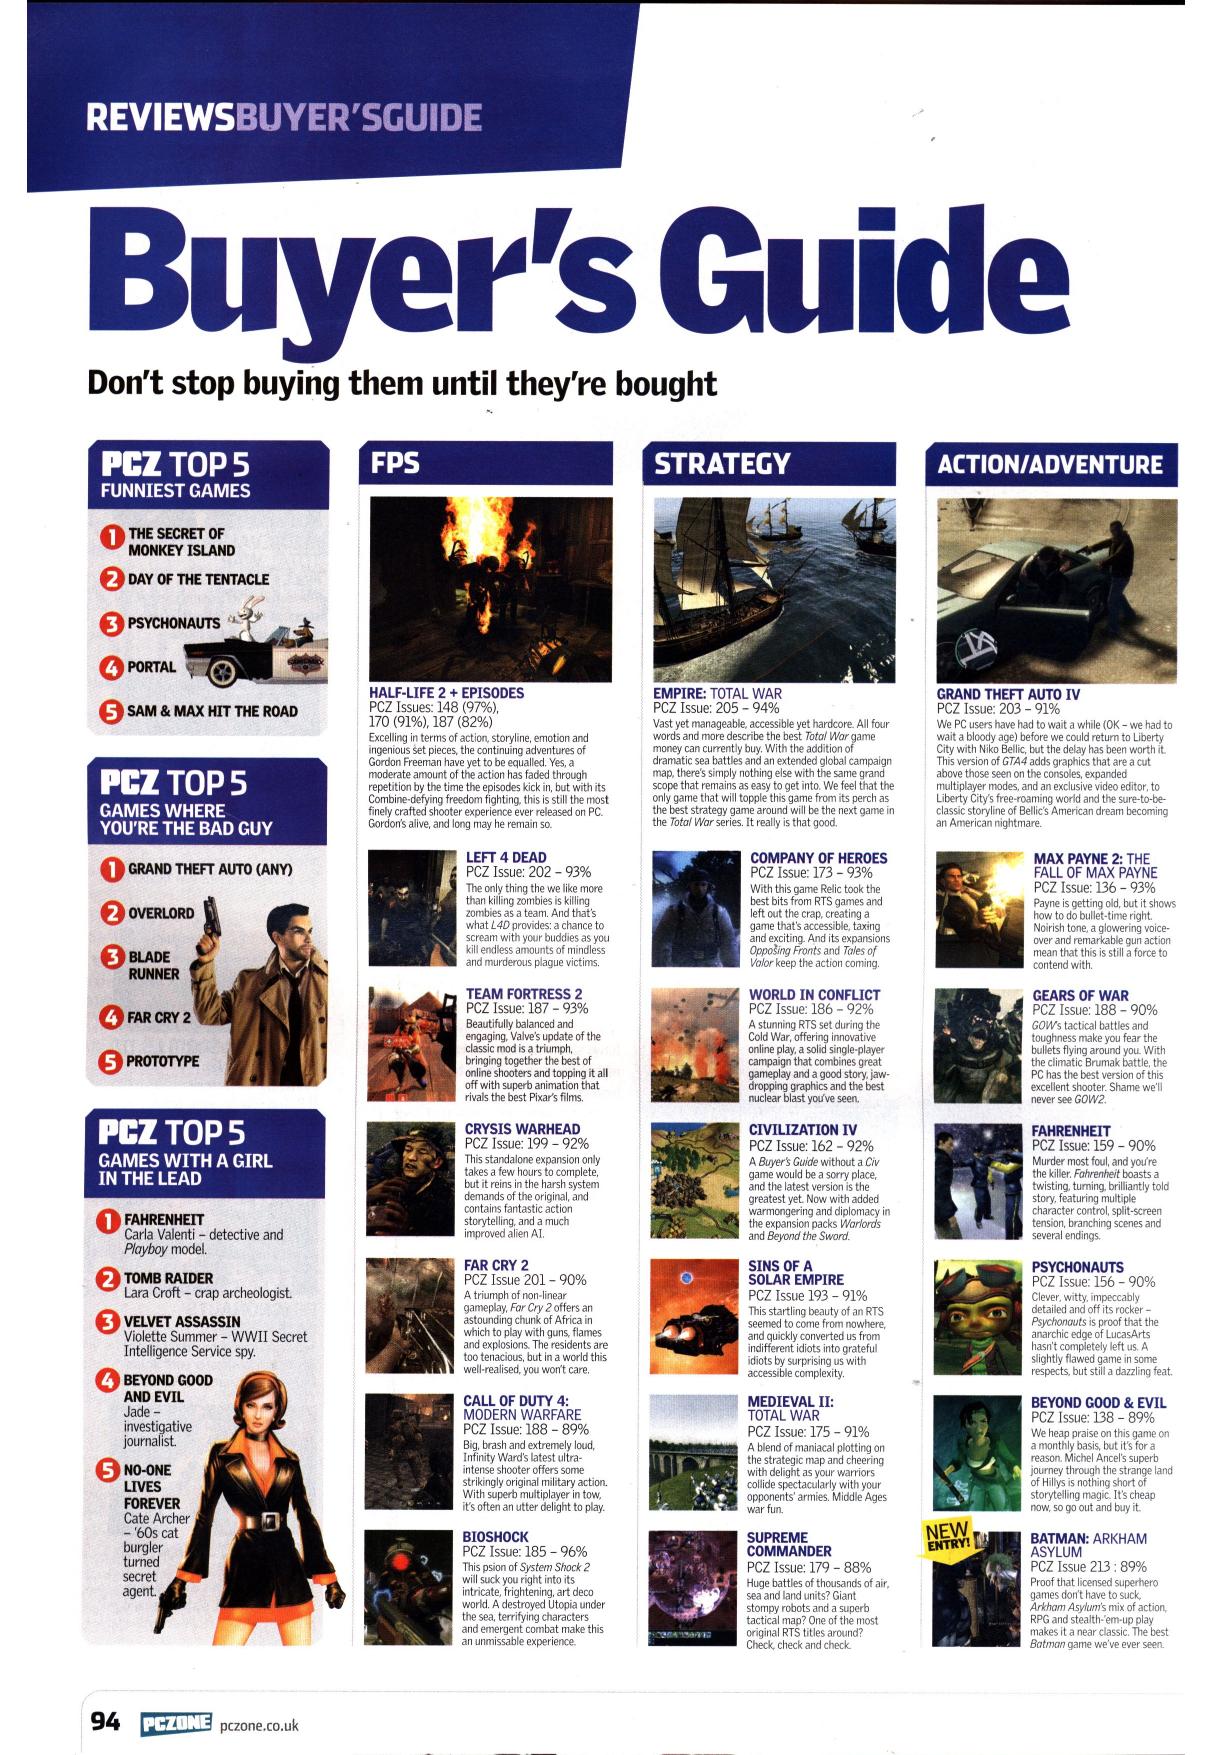 REVIEWSBUYER'SGUIDE
Buyer's Guide
Don't stop buying them until they're bought
PCZ TOP 5
FUNNIEST GAMES
1 THE SECRET OF
MONKEY ISLAND
2 DAY OF THE TENTACLE
3 PSYCHONAUTS
4 PORTAL
5 SAM & MAX HIT THE ROAD
PCZ TOP 5
GAMES WHERE
YOU'RE THE BAD GUY
1 GRAND THEFT AUTO (ANY)
2 OVERLORD
3 BLADE
RUNNER
4 FAR CRY 2
5 PROTOTYPE
PCZ TOP 5
GAMES WITH A GIRL
IN THE LEAD
1 FAHRENHEIT
Carla Valenti – detective and
Playboy model.
2 TOMB RAIDER
Lara Croft – crap archeologist.
3 VELVET ASSASSIN
Violette Summer – WWII Secret
Intelligence Service spy.
4 BEYOND GOOD
AND EVIL
Jade –
investigative
journalist.
5 NO-ONE
LIVES
FOREVER
Cate Archer
– '60s cat
burgler
turned
secret
agent.
FPS
HALF-LIFE 2 + EPISODES
PCZ Issues: 148 (97%),
170 (91%), 187 (82%)
Excelling in terms of action, storyline, emotion and
ingenious set pieces, the continuing adventures of
Gordon Freeman have yet to be equalled. Yes, a
moderate amount of the action has faded through
repetition by the time the episodes kick in, but with its
Combine-defying freedom fighting, this is still the most
finely crafted shooter experience ever released on PC.
Gordon's alive, and long may he remain so.
LEFT 4 DEAD
PCZ Issue: 202 – 93%
The only thing the we like more
than killing zombies is killing
zombies as a team. And that's
what L4D provides: a chance to
scream with your buddies as you
kill endless amounts of mindless
and murderous plague victims.
TEAM FORTRESS 2
PCZ Issue: 187 – 93%
Beautifully balanced and
engaging, Valve's update of the
classic mod is a triumph,
bringing together the best of
online shooters and topping it all
off with superb animation that
rivals the best Pixar's films.
CRYSIS WARHEAD
PCZ Issue: 199 – 92%
This standalone expansion only
takes a few hours to complete,
but it reins in the harsh system
demands of the original, and
contains fantastic action
storytelling, and a much
improved alien AI.
FAR CRY 2
PCZ Issue 201 – 90%
A triumph of non-linear
gameplay, Far Cry 2 offers an
astounding chunk of Africa in
which to play with guns, flames
and explosions. The residents are
too tenacious, but in a world this
well-realised, you won't care.
CALL OF DUTY 4:
MODERN WARFARE
PCZ Issue: 188 – 89%
Big, brash and extremely loud,
Infinity Ward's latest ultra-
intense shooter offers some
strikingly original military action.
With superb multiplayer in tow,
it's often an utter delight to play.
BIOSHOCK
PCZ Issue: 185 – 96%
This psion of System Shock 2
will suck you right into its
intricate, frightening, art deco
world. A destroyed Utopia under
the sea, terrifying characters
and emergent combat make this
an unmissable experience.
STRATEGY
EMPIRE: TOTAL WAR
PCZ Issue: 205 – 94%
Vast yet manageable, accessible yet hardcore. All four
words and more describe the best Total War game
money can currently buy. With the addition of
dramatic sea battles and an extended global campaign
map, there's simply nothing else with the same grand
scope that remains as easy to get into. We feel that the
only game that will topple this game from its perch as
the best strategy game around will be the next game in
the Total War series. It really is that good.
COMPANY OF HEROES
PCZ Issue: 173 – 93%
With this game Relic took the
best bits from RTS games and
left out the crap, creating a
game that's accessible, taxing
and exciting. And its expansions
Opposing Fronts and Tales of
Valor keep the action coming.
WORLD IN CONFLICT
PCZ Issue: 186 – 92%
A stunning RTS set during the
Cold War, offering innovative
online play, a solid single-player
campaign that combines great
gameplay and a good story, jaw-
dropping graphics and the best
nuclear blast you've seen.
CIVILIZATION IV
PCZ Issue: 162 – 92%
A Buyer's Guide without a Civ
game would be a sorry place,
and the latest version is the
greatest yet. Now with added
warmongering and diplomacy in
the expansion packs Warlords
and Beyond the Sword.
SINS OF A
SOLAR EMPIRE
PCZ Issue 193 – 91%
This startling beauty of an RTS
seemed to come from nowhere,
and quickly converted us from
indifferent idiots into grateful
idiots by surprising us with
accessible complexity.
MEDIEVAL II:
TOTAL WAR
PCZ Issue: 175 – 91%
A blend of maniacal plotting on
the strategic map and cheering
with delight as your warriors
collide spectacularly with your
opponents' armies. Middle Ages
war fun.
SUPREME
COMMANDER
PCZ Issue: 179 – 88%
Huge battles of thousands of air,
sea and land units? Giant
stompy robots and a superb
tactical map? One of the most
original RTS titles around?
Check, check and check.
ACTION/ADVENTURE
GRAND THEFT AUTO IV
PCZ Issue: 203 – 91%
We PC users have had to wait a while (OK – we had to
wait a bloody age) before we could return to Liberty
City with Niko Bellic, but the delay has been worth it.
This version of GTA4 adds graphics that are a cut
above those seen on the consoles, expanded
multiplayer modes, and an exclusive video editor, to
Liberty City's free-roaming world and the sure-to-be-
classic storyline of Bellic's American dream becoming
an American nightmare.
MAX PAYNE 2: THE
FALL OF MAX PAYNE
PCZ Issue: 136 – 93%
Payne is getting old, but it shows
how to do bullet-time right.
Noirish tone, a glowering voice-
over and remarkable gun action
mean that this is still a force to
contend with.
GEARS OF WAR
PCZ Issue: 188 – 90%
GOW's tactical battles and
toughness make you fear the
bullets flying around you. With
the climatic Brumak battle, the
PC has the best version of this
excellent shooter. Shame we'll
never see GOW2.
FAHRENHEIT
PCZ Issue: 159 – 90%
Murder most foul, and you're
the killer. Fahrenheit boasts a
twisting, turning, brilliantly told
story, featuring multiple
character control, split-screen
tension, branching scenes and
several endings.
PSYCHONAUTS
PCZ Issue: 156 – 90%
Clever, witty, impeccably
detailed and off its rocker –
Psychonauts is proof that the
anarchic edge of LucasArts
hasn't completely left us. A
slightly flawed game in some
respects, but still a dazzling feat.
BEYOND GOOD & EVIL
PCZ Issue: 138 – 89%
We heap praise on this game on
a monthly basis, but it's for a
reason. Michel Ancel's superb
journey through the strange land
of Hillys is nothing short of
storytelling magic. It's cheap
now, so go out and buy it.
NEW
ENTRY!
BATMAN: ARKHAM
ASYLUM
PCZ Issue 213 : 89%
Proof that licensed superhero
games don't have to suck,
Arkham Asylum's mix of action,
RPG and stealth-'em-up play
makes it a near classic. The best
Batman game we've ever seen.
94 PCZONE pczone.co.uk